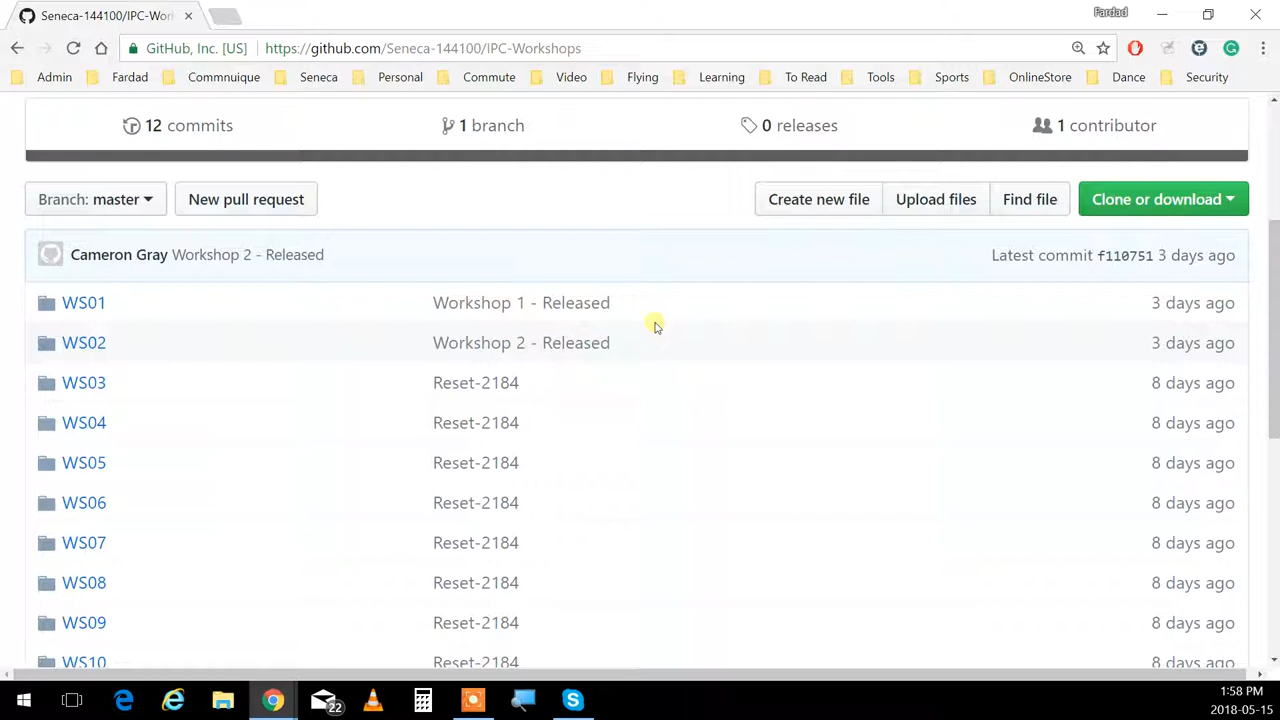 Seneca-144100/IPC-Wor
Fardad
GitHub, Inc. [US] https://github.com/Seneca-144100/IPC-Workshops
Admin Fardad Commnuique Seneca Personal Commute Video Flying Learning To Read Tools Sports OnlineStore Dance Security
12 commits 1 branch 0 releases 1 contributor
Branch: master New pull request Create new file Upload files Find file Clone or download
Cameron Gray Workshop 2 - Released Latest commit f110751 3 days ago
WS01 Workshop 1 - Released 3 days ago
WS02 Workshop 2 - Released 3 days ago
WS03 Reset-2184 8 days ago
WS04 Reset-2184 8 days ago
WS05 Reset-2184 8 days ago
WS06 Reset-2184 8 days ago
WS07 Reset-2184 8 days ago
WS08 Reset-2184 8 days ago
WS09 Reset-2184 8 days ago
WS10 Reset-2184 8 days ago
22
1:58 PM
2018-05-15